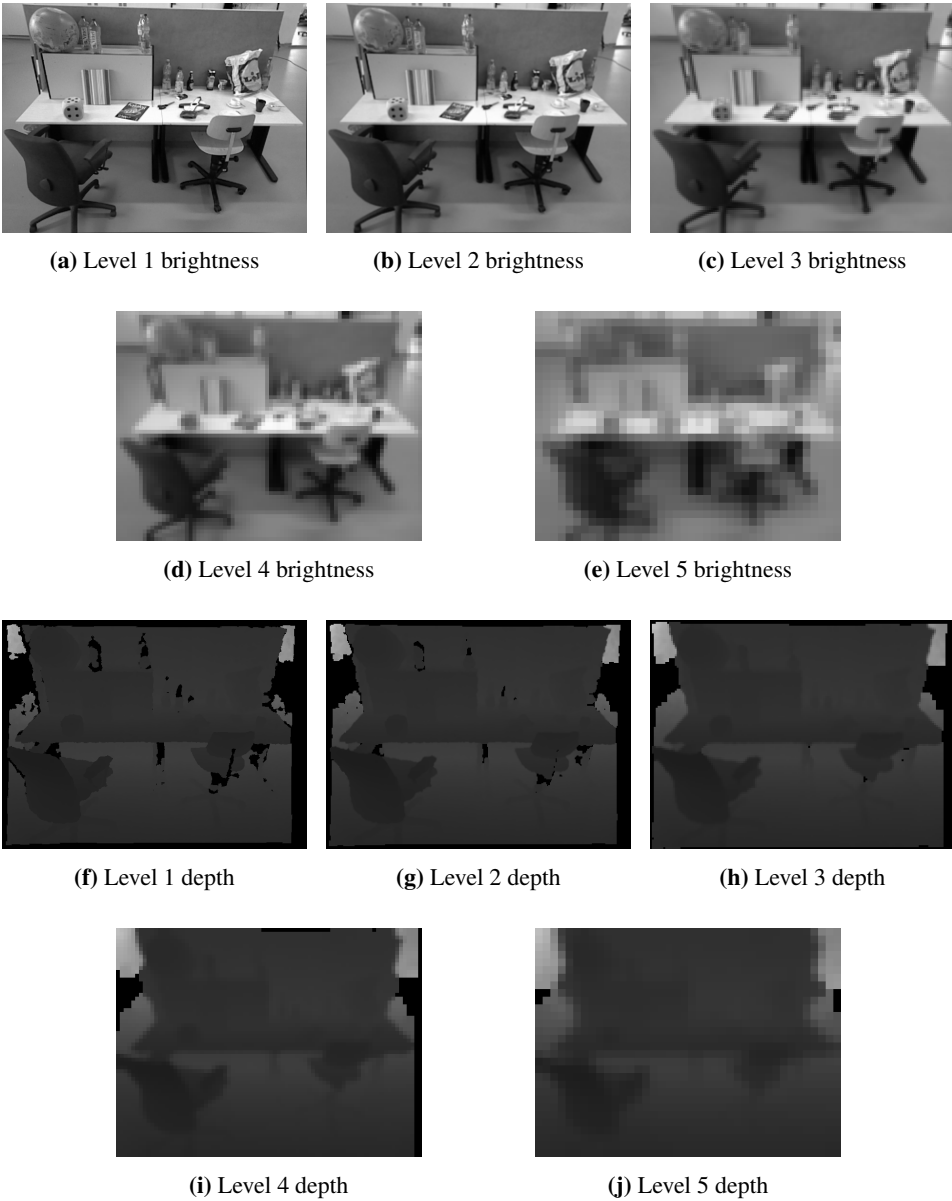 (a) Level 1 brightness
(b) Level 2 brightness
(c) Level 3 brightness
(d) Level 4 brightness
(e) Level 5 brightness
(f) Level 1 depth
(g) Level 2 depth
(h) Level 3 depth
(i) Level 4 depth
(j) Level 5 depth